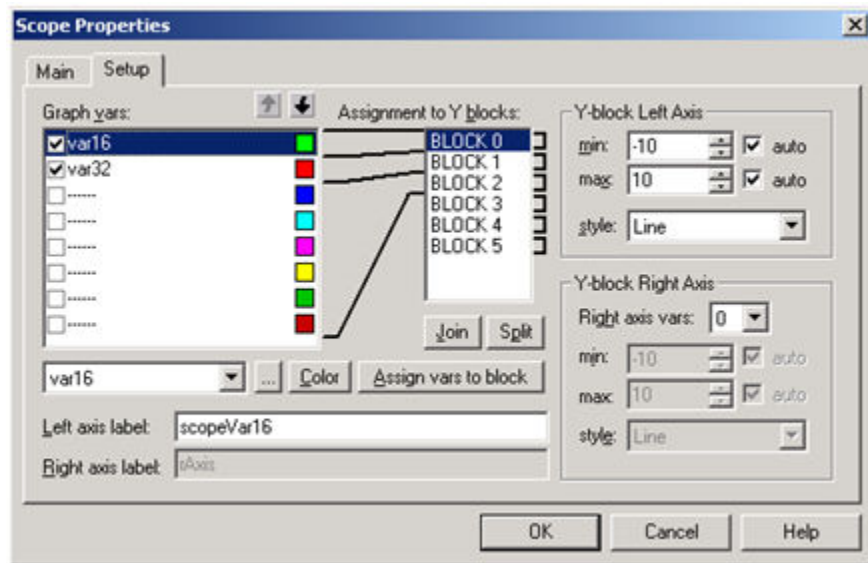 Scope Properties
Main
Setup
Graph vars:
Assignment to Y blocks:
var16
var32
------
------
------
------
------
------
BLOCK 0
BLOCK 1
BLOCK 2
BLOCK 3
BLOCK 4
BLOCK 5
Join
Split
var16
...
Color
Assign vars to block
Left axis label:
scopeVar16
Right axis label:
rAxis
Y-block Left Axis
min:
-10
auto
max:
10
auto
style:
Line
Y-block Right Axis
Right axis vars:
0
min:
-10
auto
max:
10
auto
style:
Line
OK
Cancel
Help